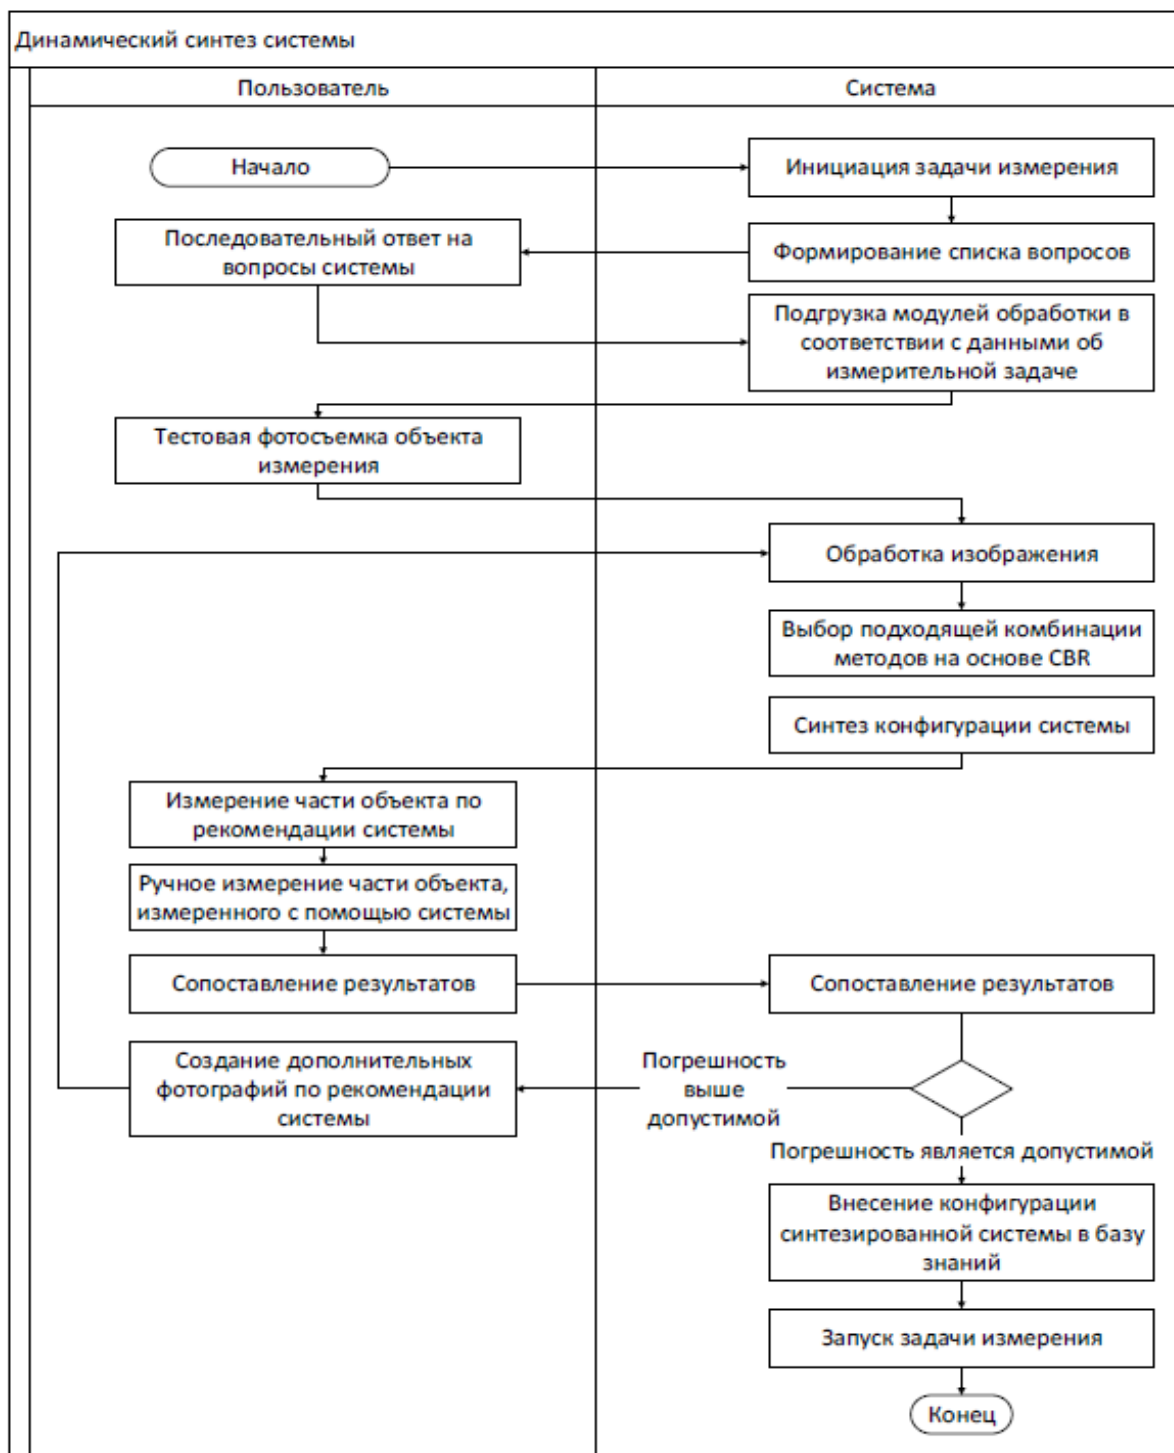 Динамический синтез системы
Пользователь
Система
Начало
Инициация задачи измерения
Последовательный ответ на
вопросы системы
Формирование списка вопросов
Подгрузка модулей обработки в
соответствии с данными об
измерительной задаче
Тестовая фотосъемка объекта
измерения
Обработка изображения
Выбор подходящей комбинации
методов на основе CBR
Синтез конфигурации системы
Измерение части объекта по
рекомендации системы
Ручное измерение части объекта,
измеренного с помощью системы
Сопоставление результатов
Сопоставление результатов
Создание дополнительных
фотографий по рекомендации
системы
Погрешность
выше
допустимой
Погрешность является допустимой
Внесение конфигурации
синтезированной системы в базу
знаний
Запуск задачи измерения
Конец